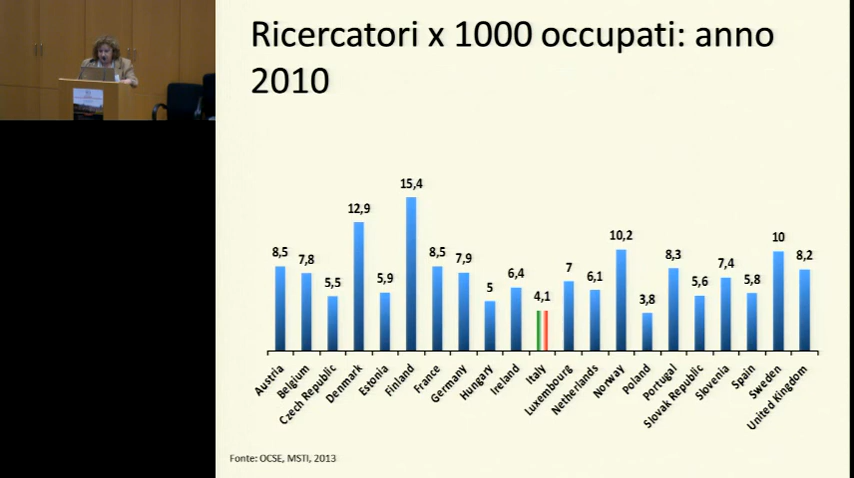 Ricercatori x 1000 occupati: anno
2010
15,4
12,9
10,2
10
8,5
8,5
8,3
8,2
7,8
7,9
7,4
7
6,4
6,1
5,9
5,8
5,5
5,6
5
4,1
3,8
Austria
Belgium
Czech Republic
Denmark
Estonia
Finland
France
Germany
Hungary
Ireland
Italy
Luxembourg
Netherlands
Norway
Poland
Portugal
Slovak Republic
Slovenia
Spain
Sweden
United Kingdom
Fonte: OCSE, MSTI, 2013